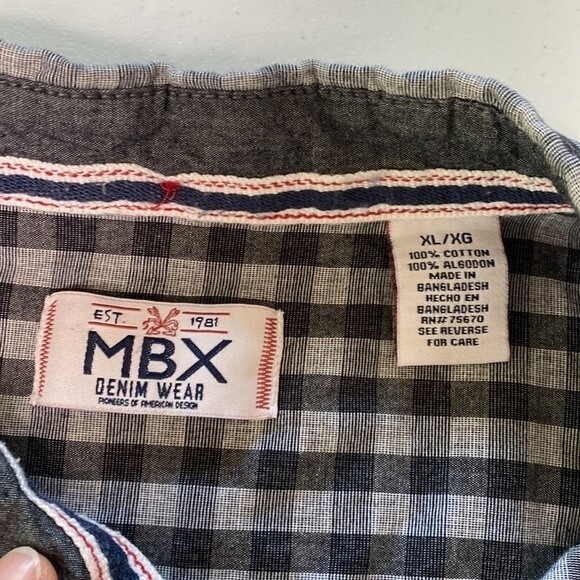 EST. 1981
MBX
DENIM WEAR
PIONEERS OF AMERICAN DESIGN
XL/XG
100% COTTON
100% ALGODON
MADE IN
BANGLADESH
HECHO EN
BANGLADESH
RN# 75670
SEE REVERSE
FOR CARE